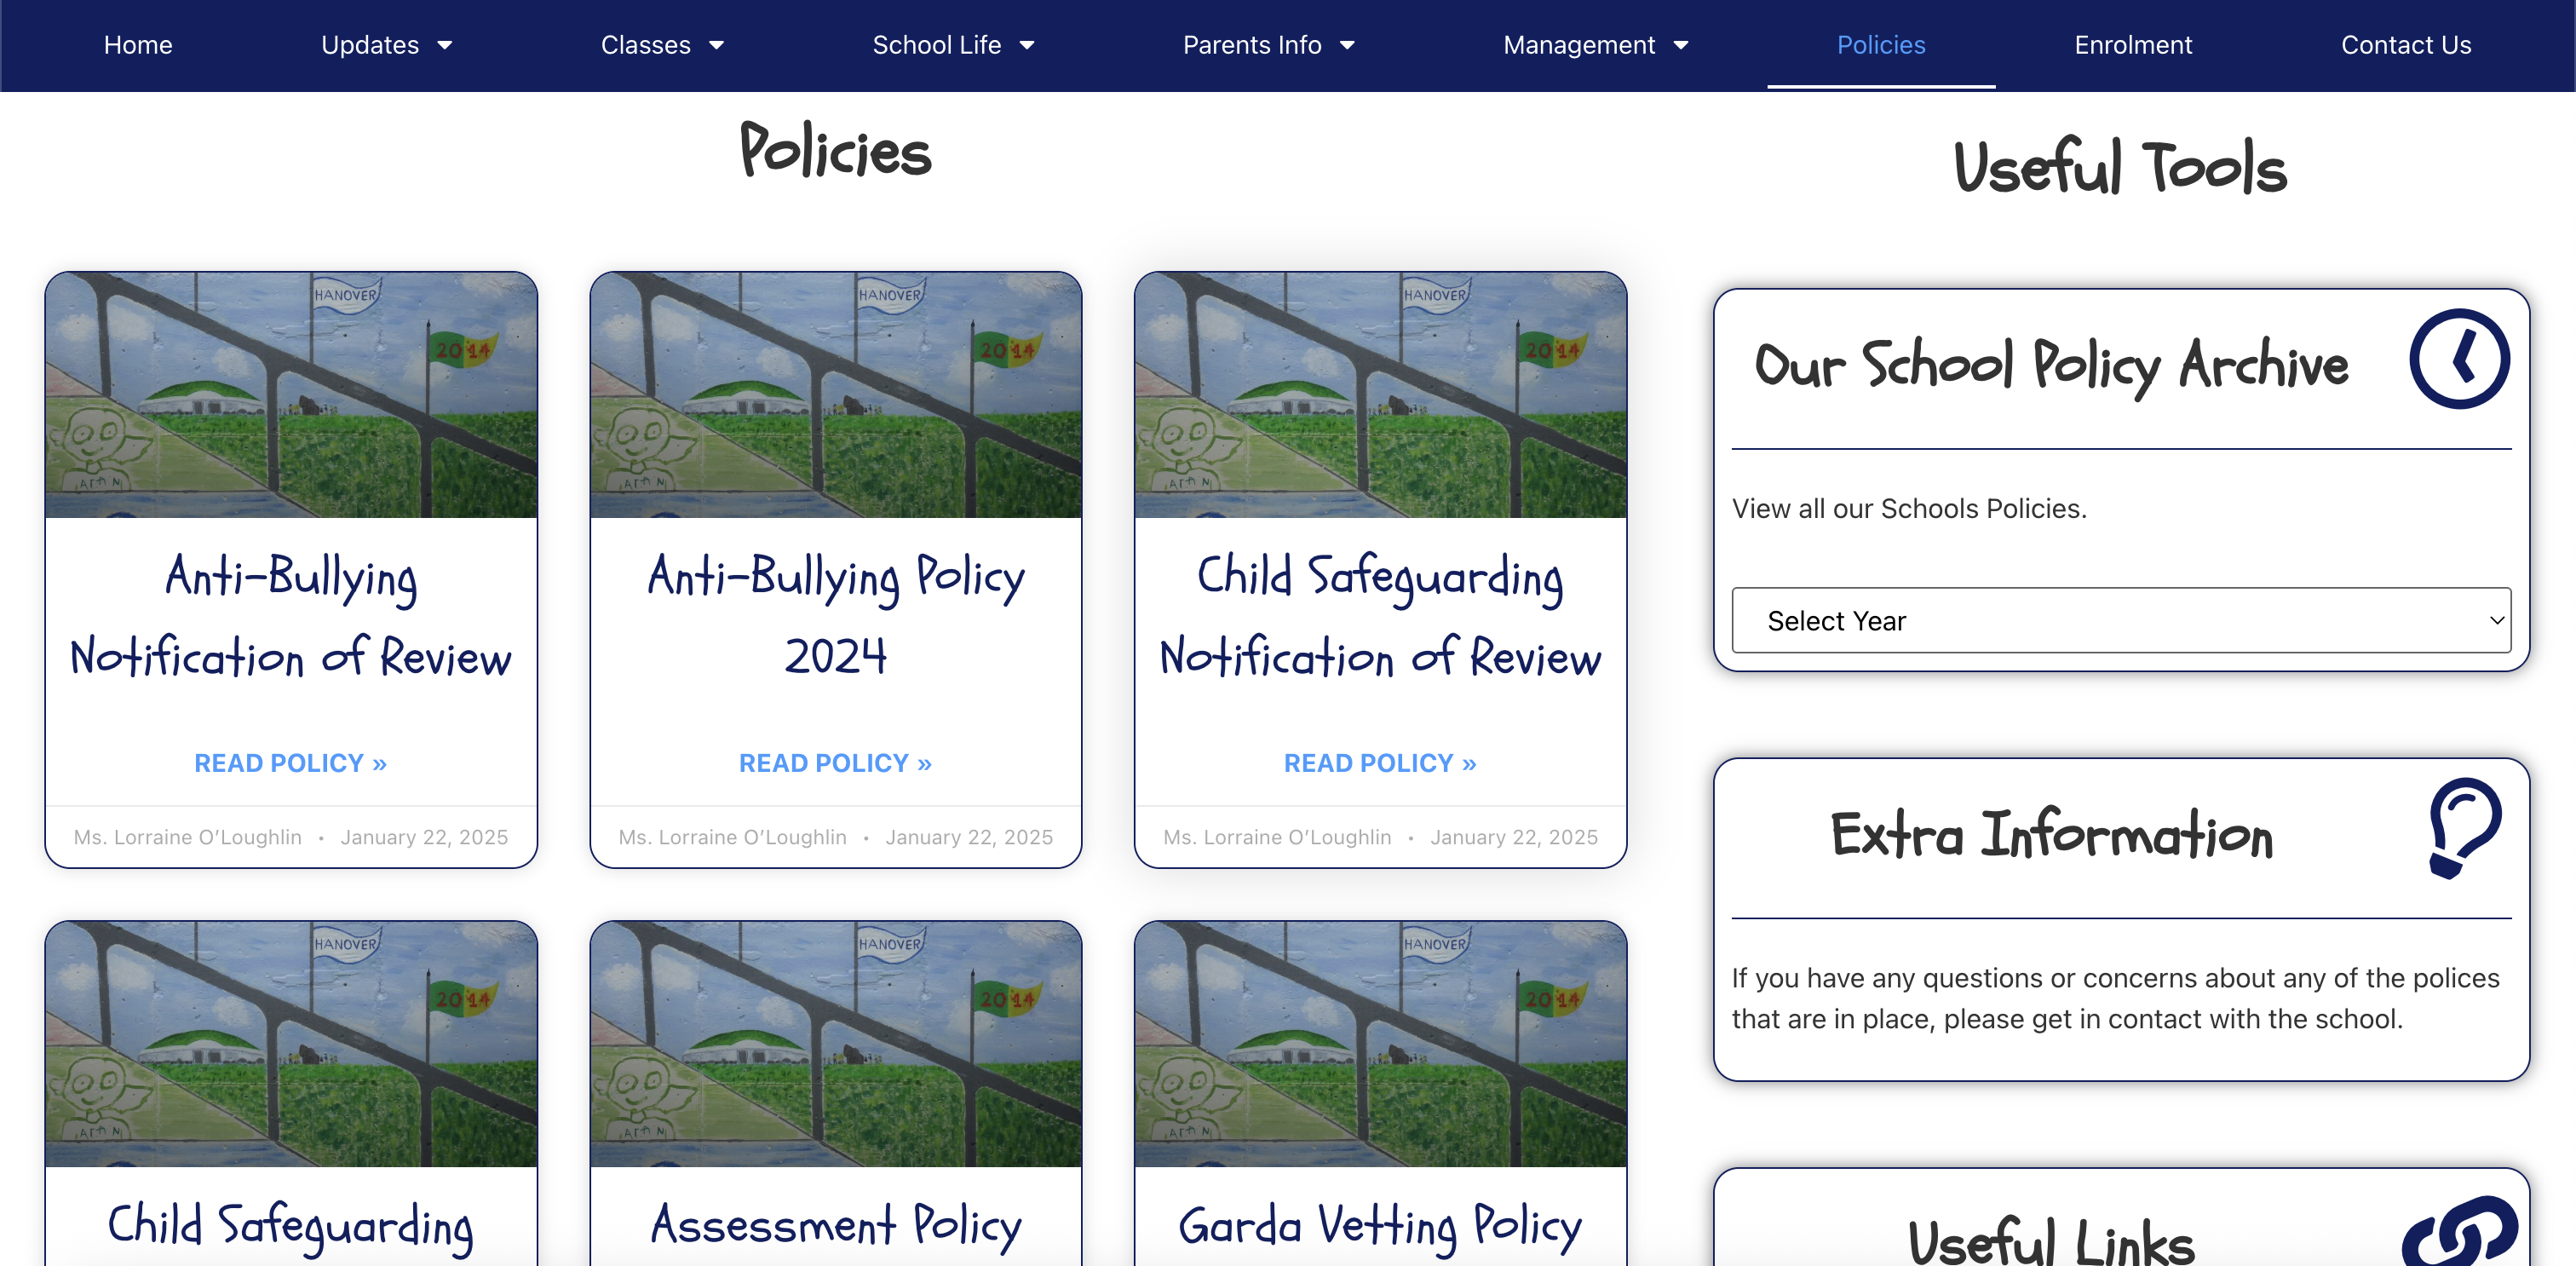 Home Updates Classes School Life Parents Info Management Policies Enrolment Contact Us
Policies
HANOVER
2014
Anti-Bullying
Notification of Review
READ POLICY »
Ms. Lorraine O’Loughlin • January 22, 2025
HANOVER
2014
Anti-Bullying Policy
2024
READ POLICY »
Ms. Lorraine O’Loughlin • January 22, 2025
HANOVER
2014
Child Safeguarding
Notification of Review
READ POLICY »
Ms. Lorraine O’Loughlin • January 22, 2025
HANOVER
2014
Child Safeguarding
HANOVER
2014
Assessment Policy
HANOVER
2014
Garda Vetting Policy
Useful Tools
Our School Policy Archive
View all our Schools Policies.
Select Year
Extra Information
If you have any questions or concerns about any of the polices
that are in place, please get in contact with the school.
Useful Links